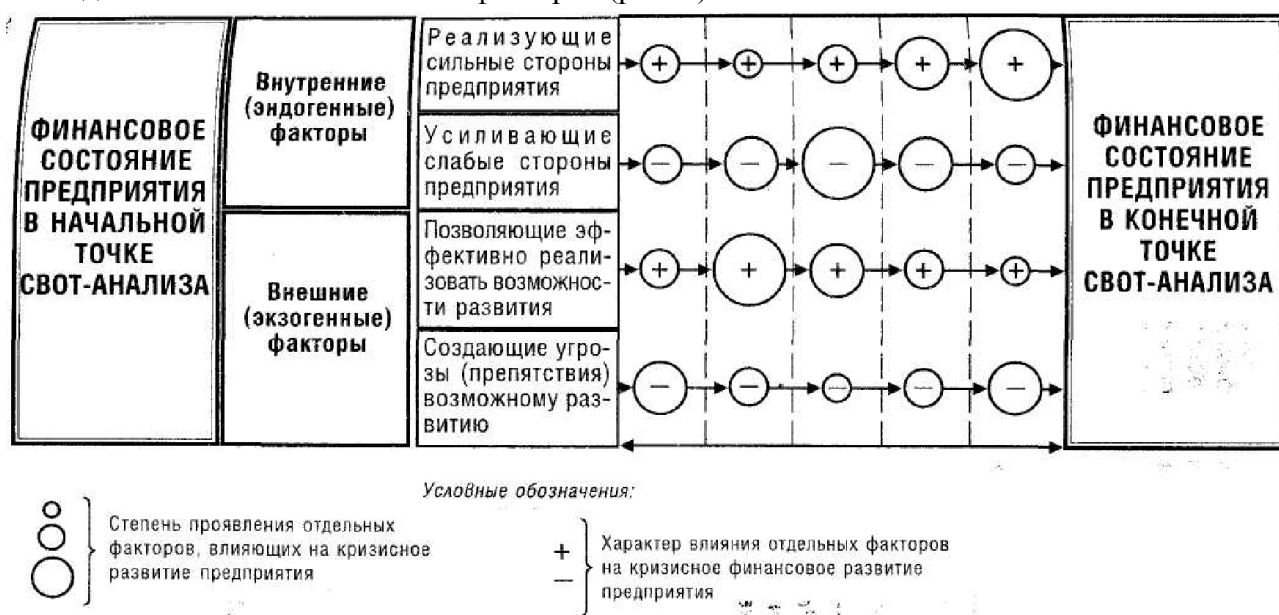 ФИНАНСОВОЕ
СОСТОЯНИЕ
ПРЕДПРИЯТИЯ
В НАЧАЛЬНОЙ
ТОЧКЕ
СВОТ-АНАЛИЗА
Внутренние
(эндогенные)
факторы
Внешние
(экзогенные)
факторы
Реализующие
сильные стороны
предприятия
+ + + + +
Усиливающие
слабые стороны
предприятия
− − − − −
Позволяющие эф-
фективно реали-
зовать возможнос-
ти развития
+ + + + +
Создающие угро-
зы (препятствия)
возможному раз-
витию
− − − − −
ФИНАНСОВОЕ
СОСТОЯНИЕ
ПРЕДПРИЯТИЯ
В КОНЕЧНОЙ
ТОЧКЕ
СВОТ-АНАЛИЗА
Условные обозначения:
Степень проявления отдельных
факторов, влияющих на кризисное
развитие предприятия
+
−
Характер влияния отдельных факторов
на кризисное финансовое развитие
предприятия